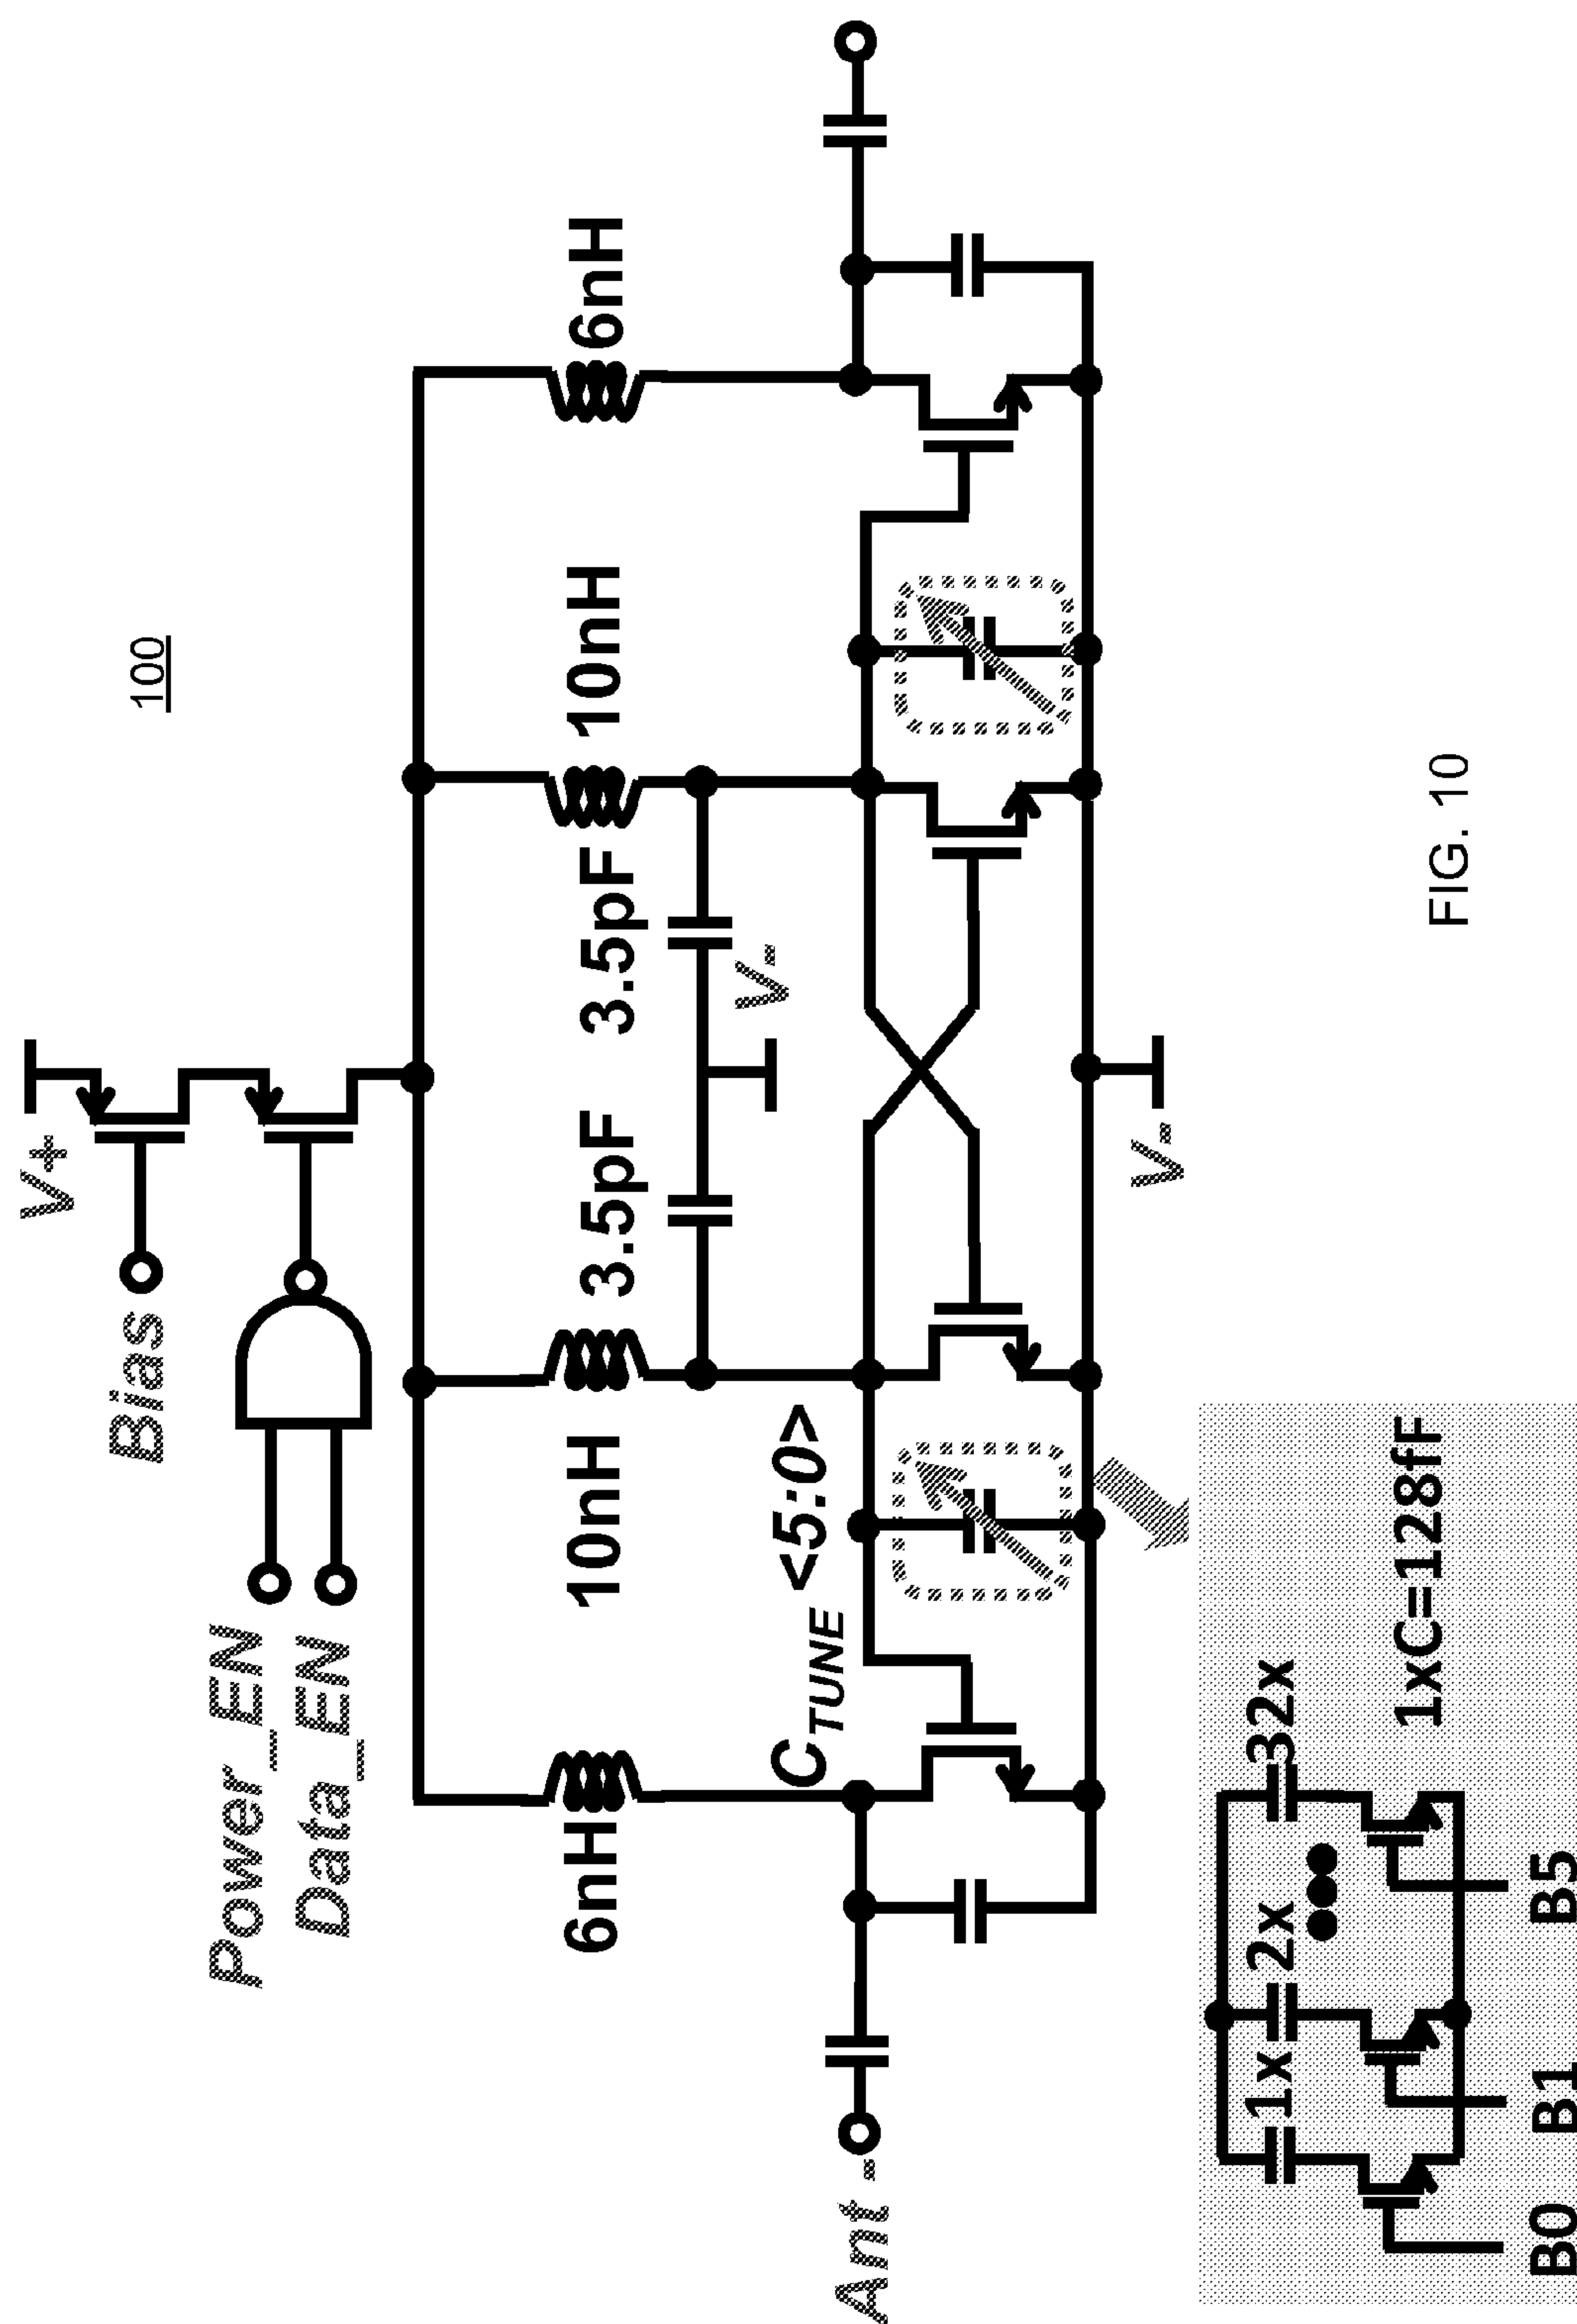 100
V+
Bias
Power_EN
Data_EN
6nH
10nH
10nH
6nH
3.5pF
3.5pF
V-
C_TUNE <5:0>
Ant -
V-
1x
2x
32x
1xC=128fF
B0
B1
B5
FIG. 10